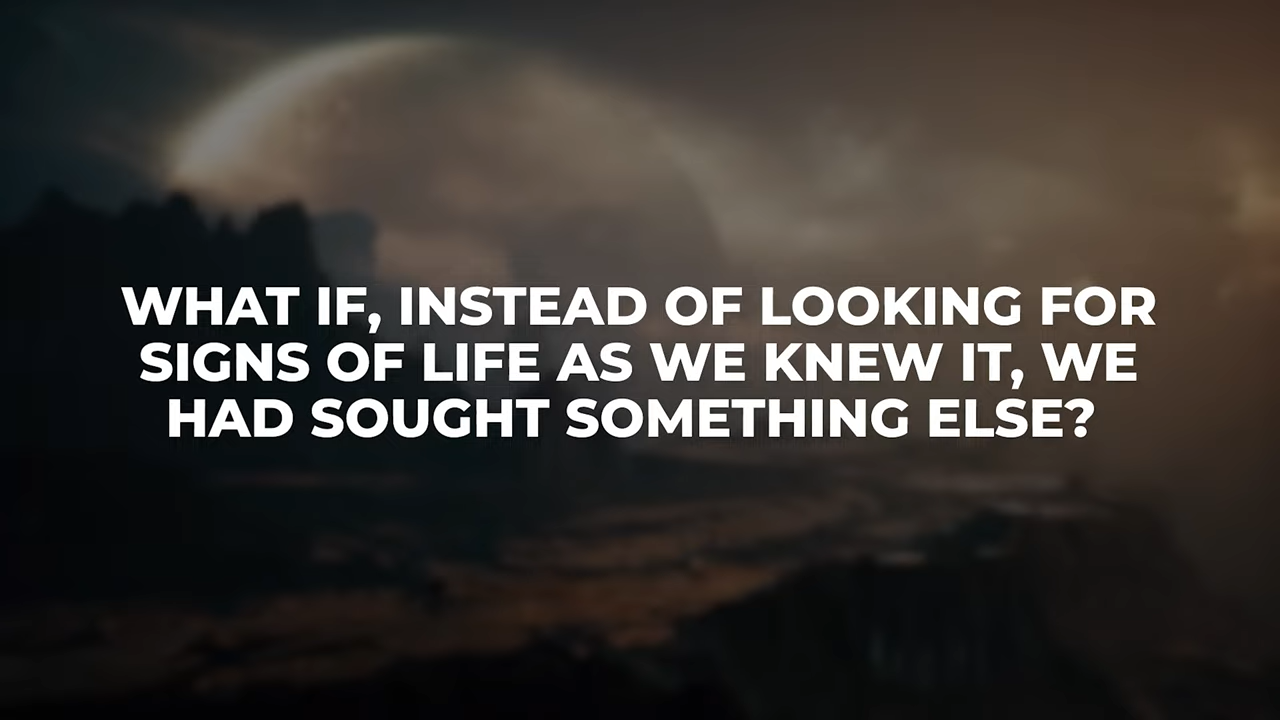 WHAT IF, INSTEAD OF LOOKING FOR
SIGNS OF LIFE AS WE KNEW IT, WE
HAD SOUGHT SOMETHING ELSE?